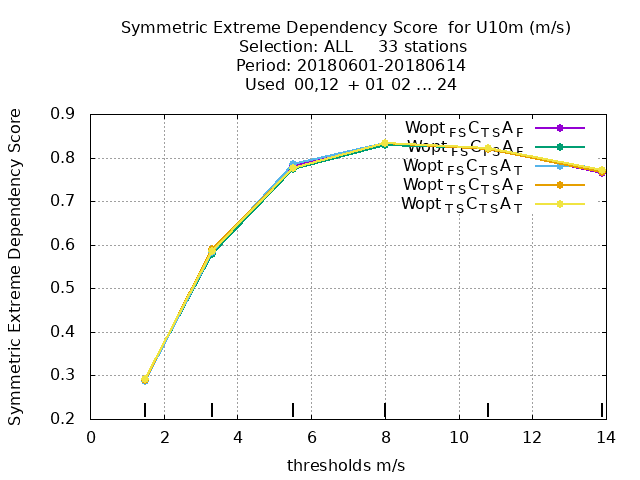 Symmetric Extreme Dependency Score for U10m (m/s)
Selection: ALL 33 stations
Period: 20180601-20180614
Used 00,12 + 01 02 ... 24
Symmetric Extreme Dependency Score
0.9
0.8
0.7
0.6
0.5
0.4
0.3
0.2
Wopt FS C TS A F
Wopt FS C FS A F
Wopt FS C TS A T
Wopt TS C TS A F
Wopt TS C TS A T
0 2 4 6 8 10 12 14
thresholds m/s